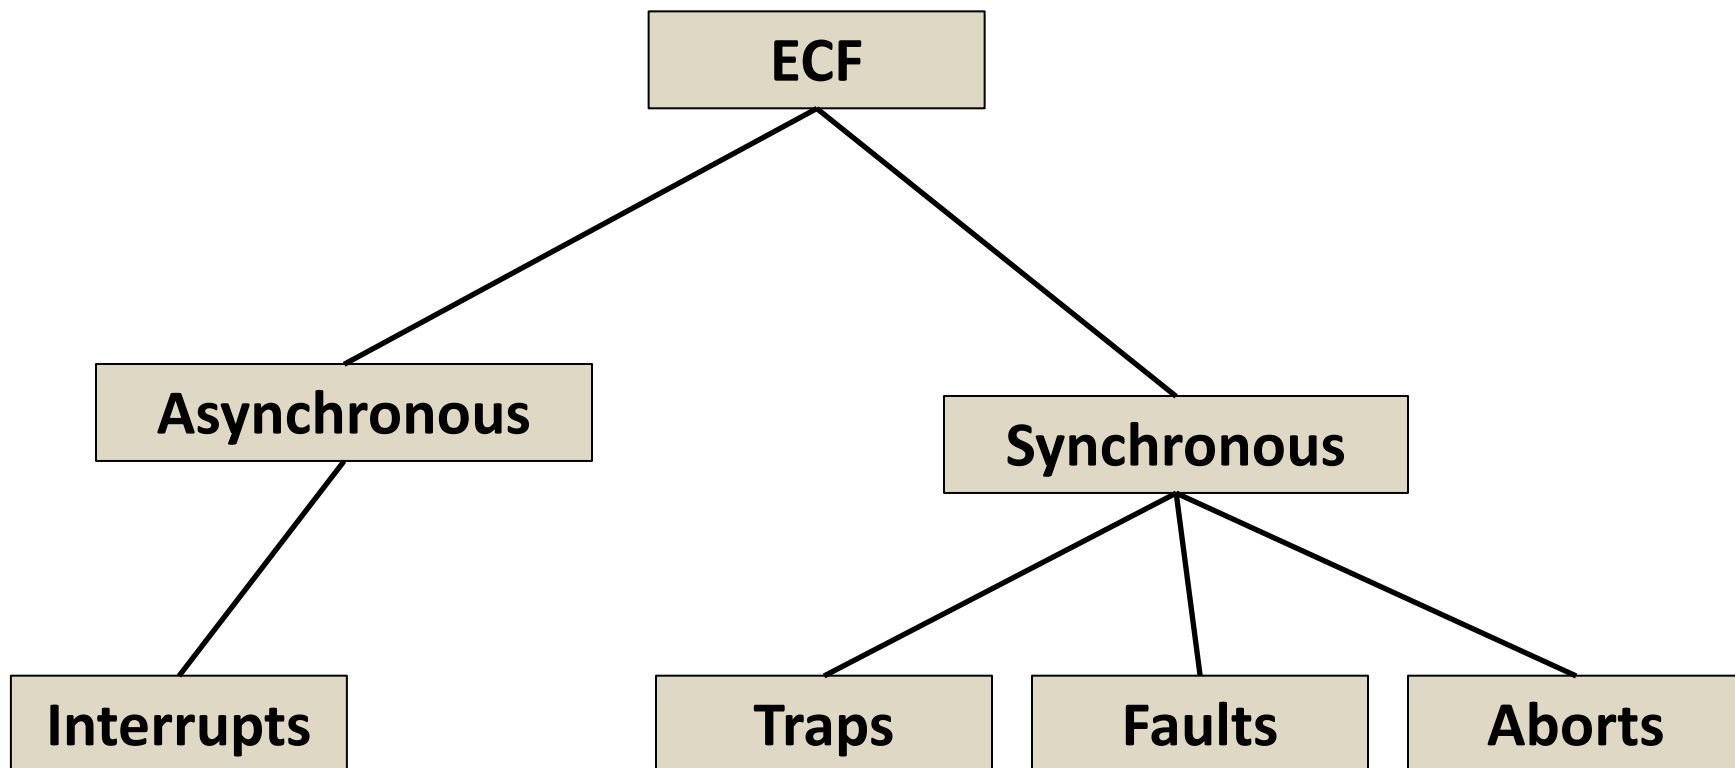 ECF
Asynchronous
Synchronous
Interrupts
Traps
Faults
Aborts